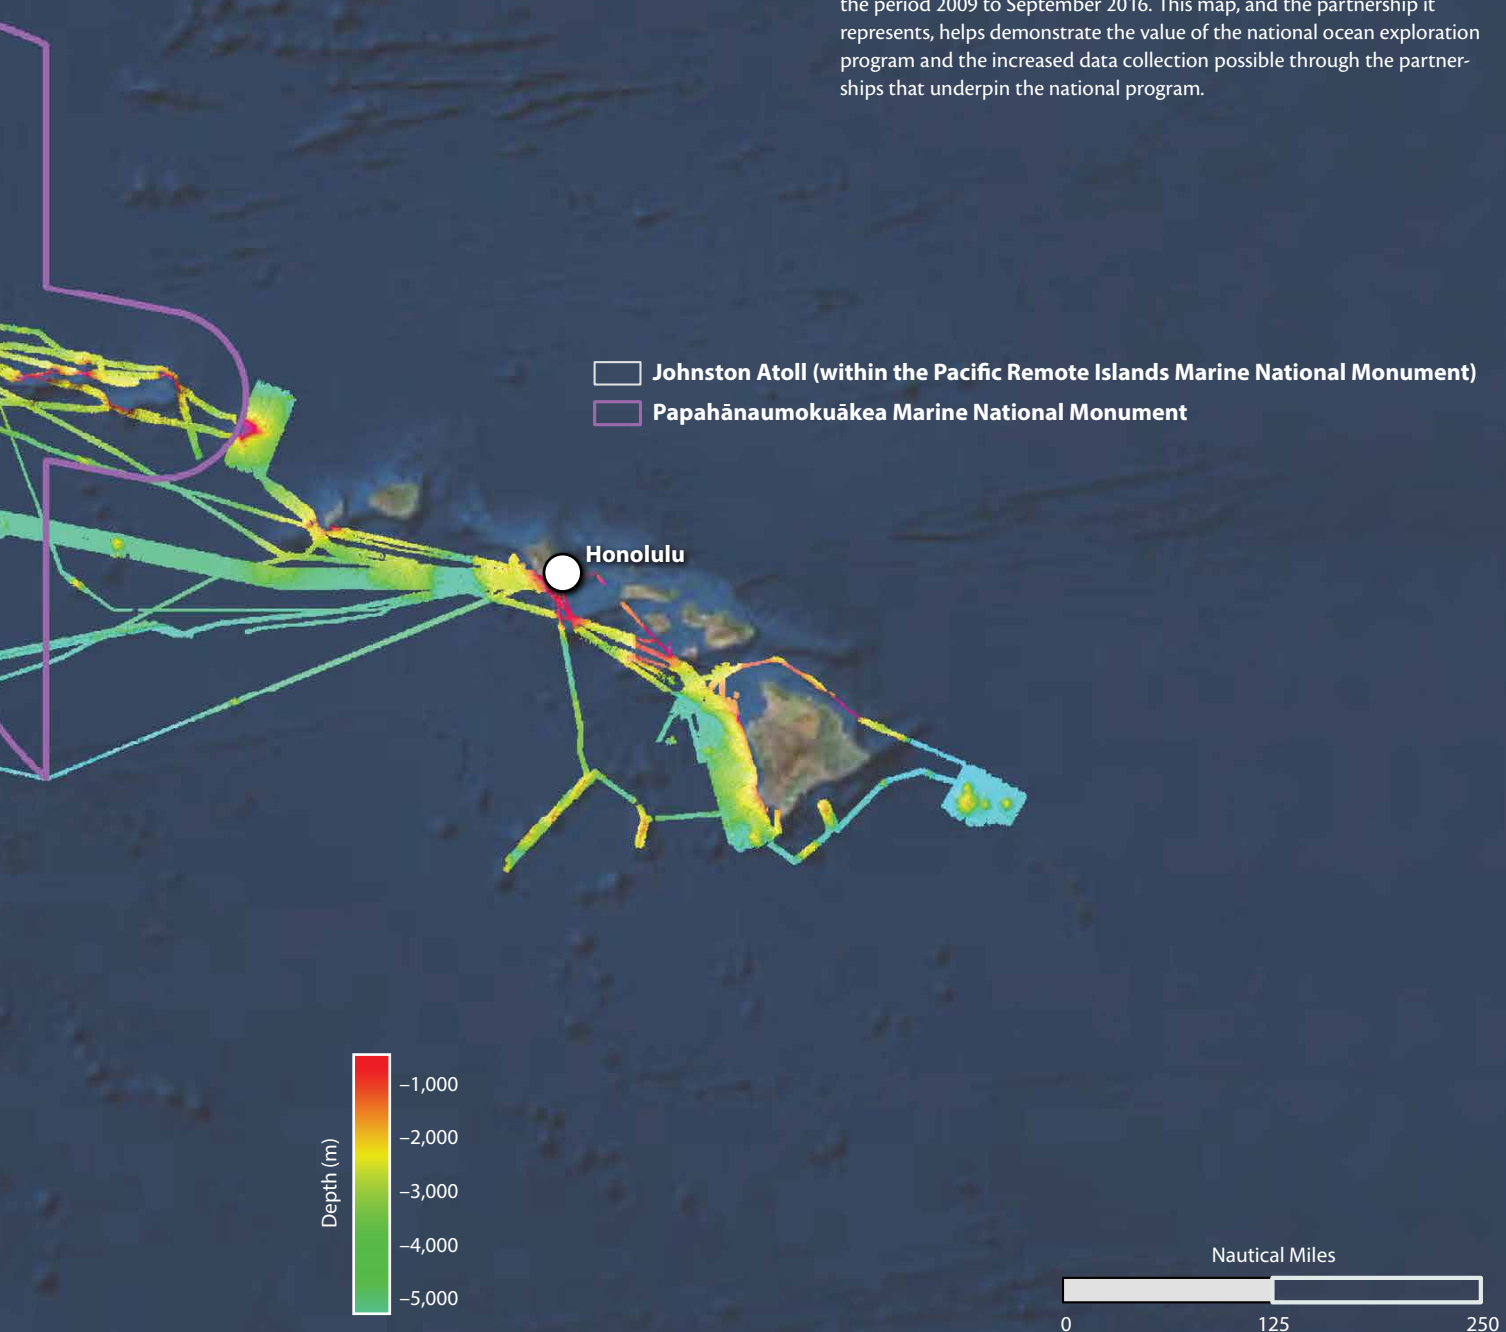 the period 2009 to September 2016. This map, and the partnership it
represents, helps demonstrate the value of the national ocean exploration
program and the increased data collection possible through the partner-
ships that underpin the national program.
Johnston Atoll (within the Pacific Remote Islands Marine National Monument)
Papahānaumokuākea Marine National Monument
Honolulu
Depth (m)
–1,000
–2,000
–3,000
–4,000
–5,000
Nautical Miles
0 125 250